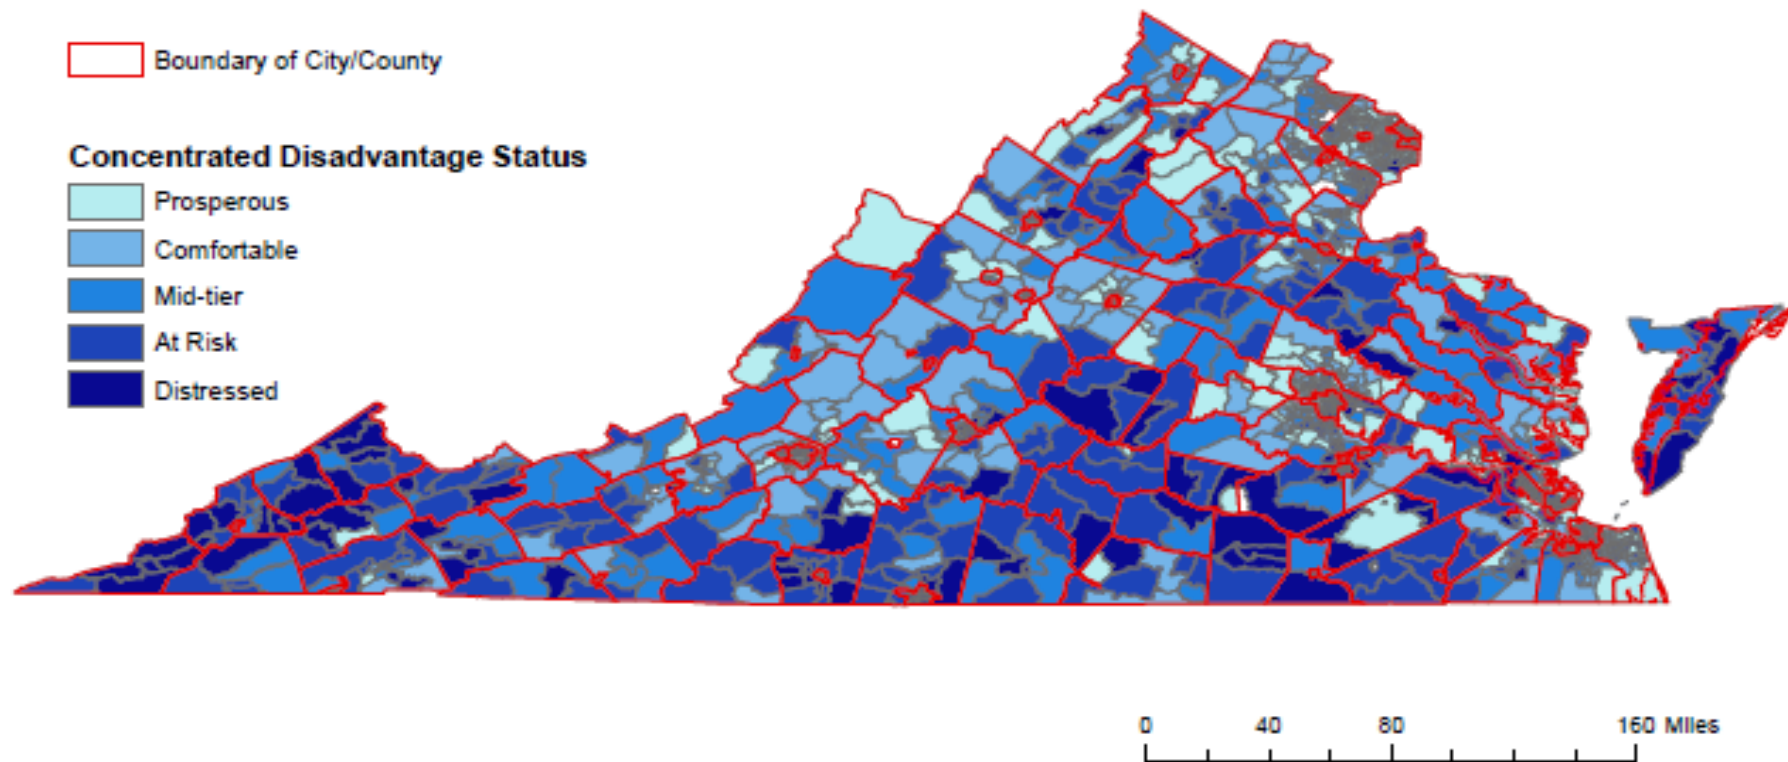 Boundary of City/County
Concentrated Disadvantage Status
Prosperous
Comfortable
Mid-tier
At Risk
Distressed
0 40 80 160 Miles